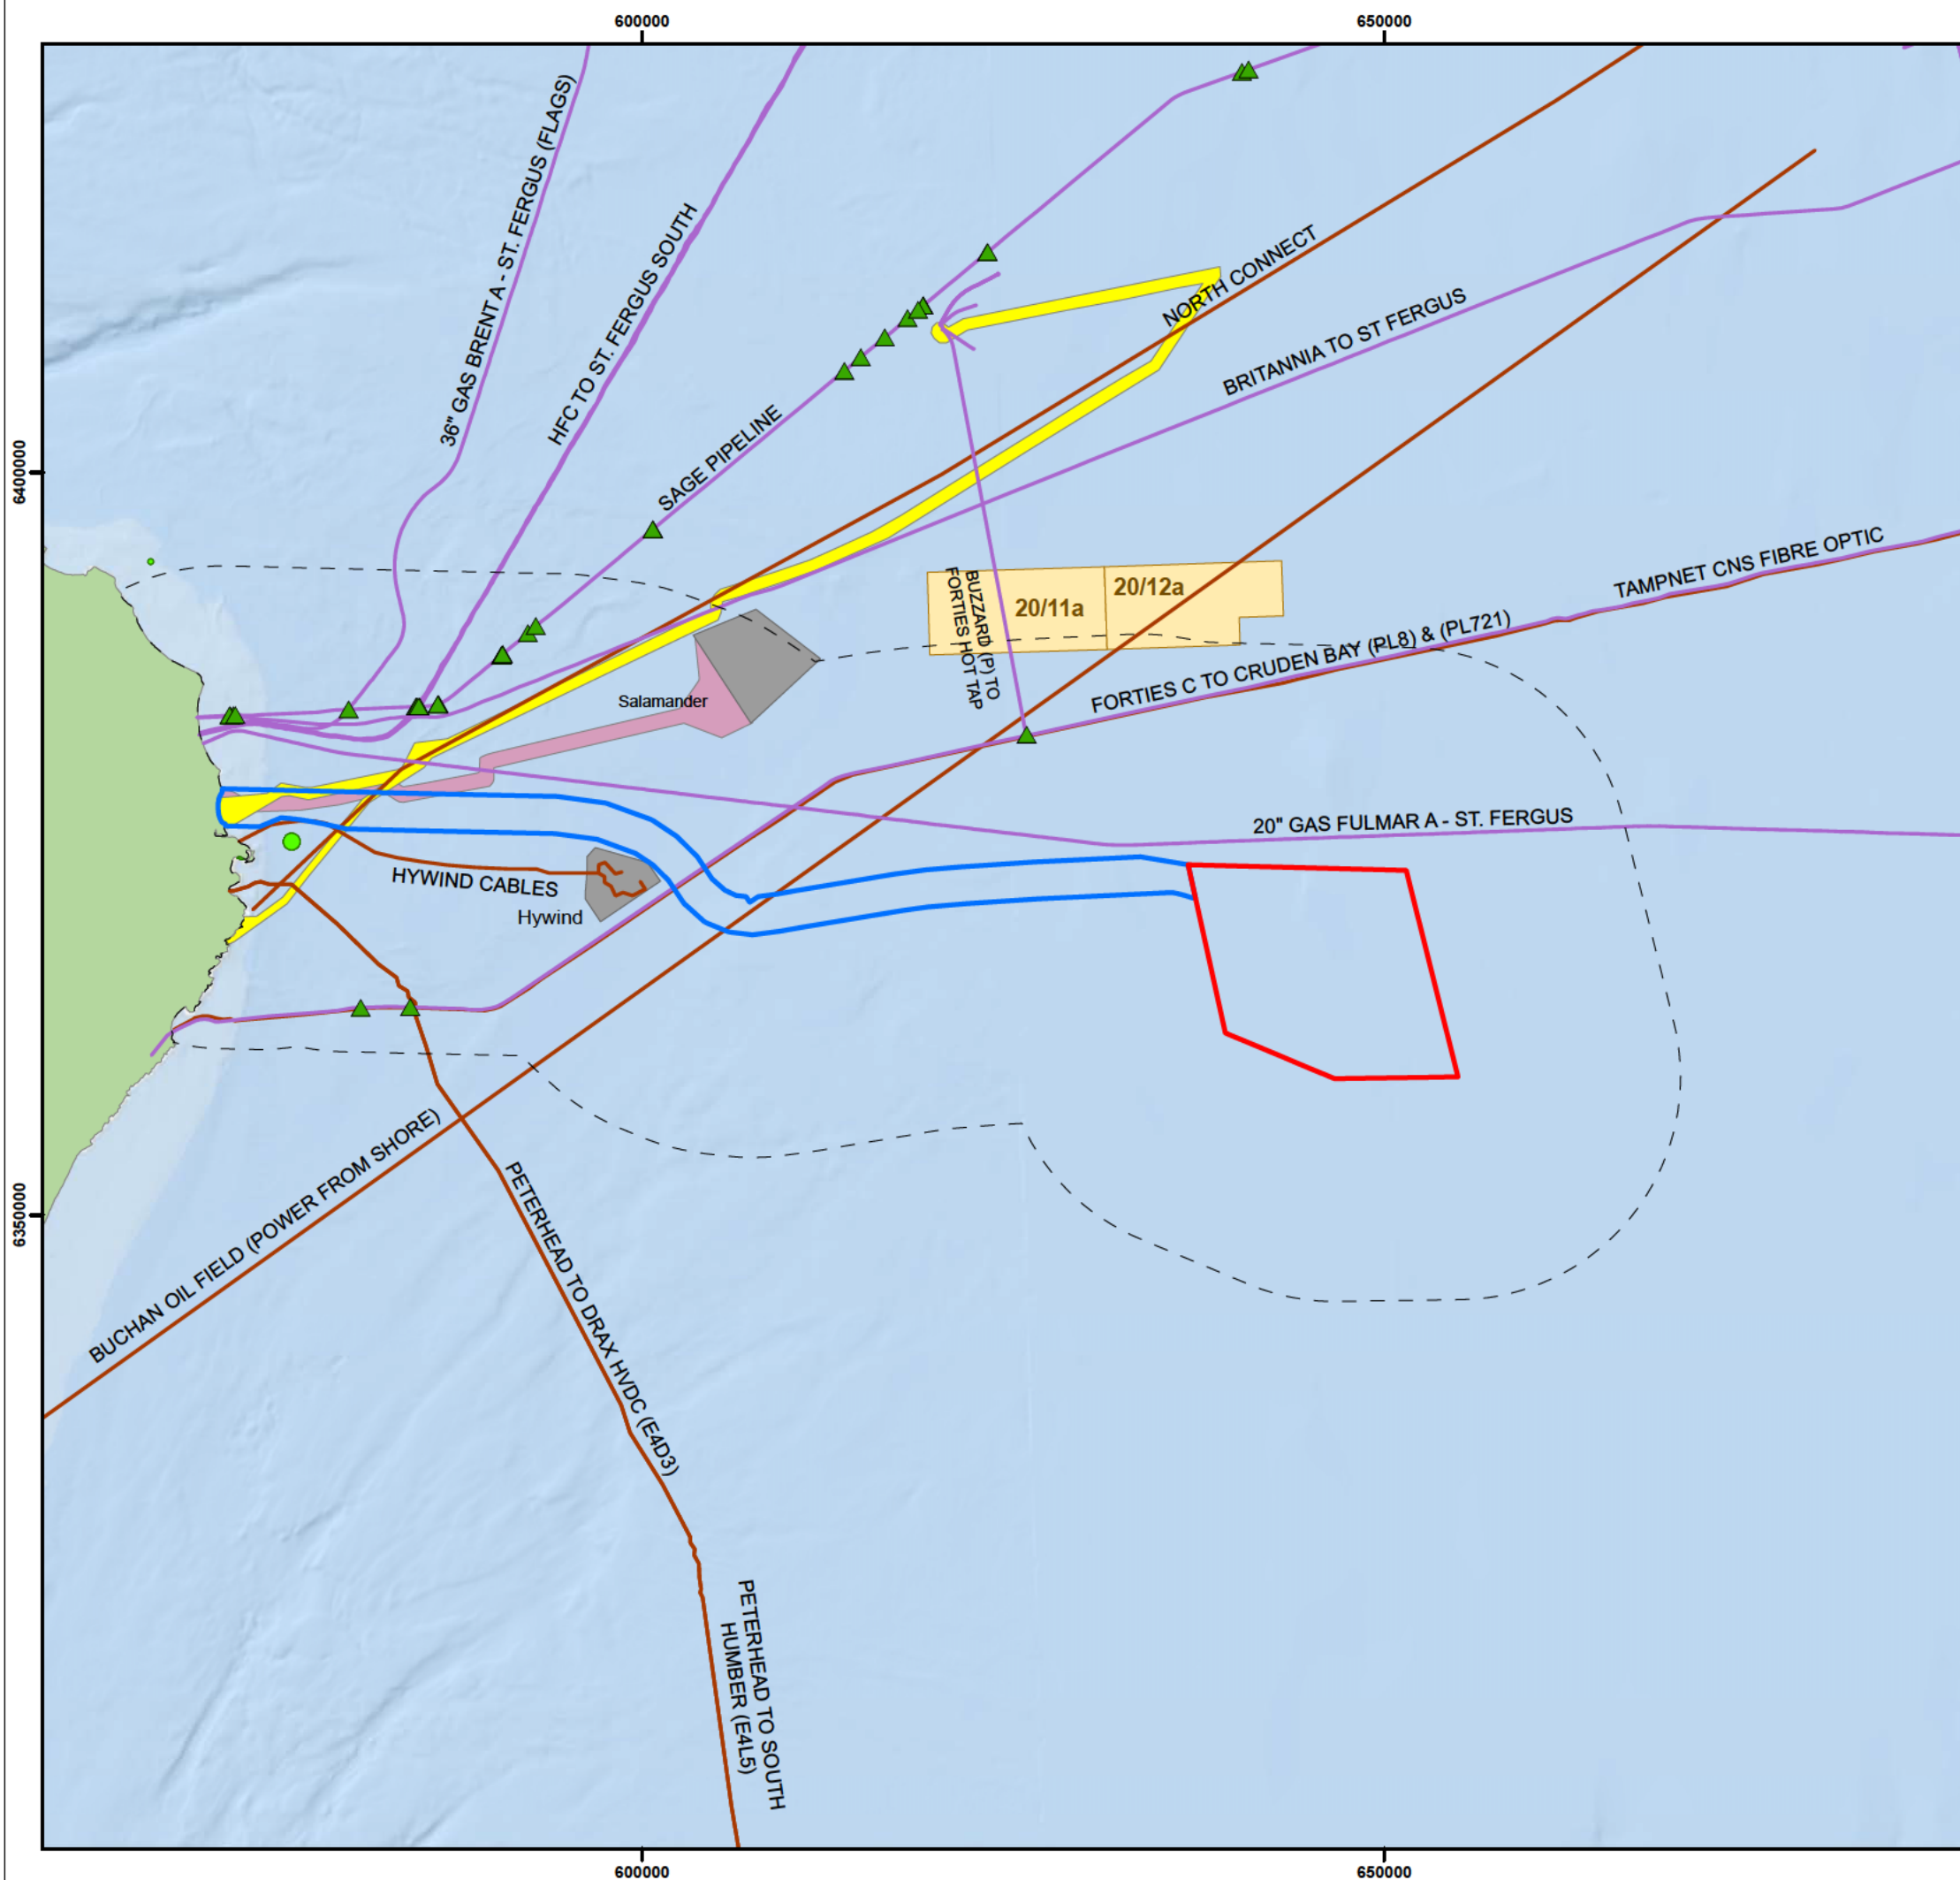 600000
650000
36" GAS BRENT A - ST. FERGUS (FLAGS)
HFC TO ST. FERGUS SOUTH
NORTH CONNECT
BRITANNIA TO ST FERGUS
SAGE PIPELINE
6400000
TAMPNET CNS FIBRE OPTIC
BUZZARD (P) TO
FORTIES HOT TAP
20/11a
20/12a
FORTIES C TO CRUDEN BAY (PL8) & (PL721)
Salamander
20" GAS FULMAR A - ST. FERGUS
HYWIND CABLES
Hywind
6350000
BUCHAN OIL FIELD (POWER FROM SHORE)
PETERHEAD TO DRAX HVDC (E4D3)
PETERHEAD TO SOUTH
HUMBER (E4L5)
600000
650000